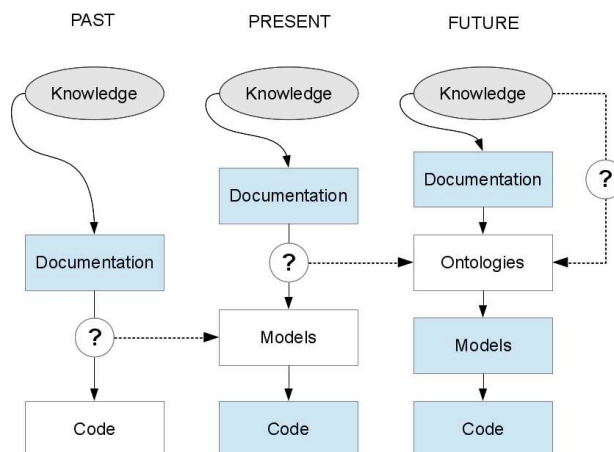 PAST
PRESENT
FUTURE
Knowledge
Knowledge
Knowledge
?
Documentation
Documentation
Documentation
?
Ontologies
?
Models
Models
Code
Code
Code